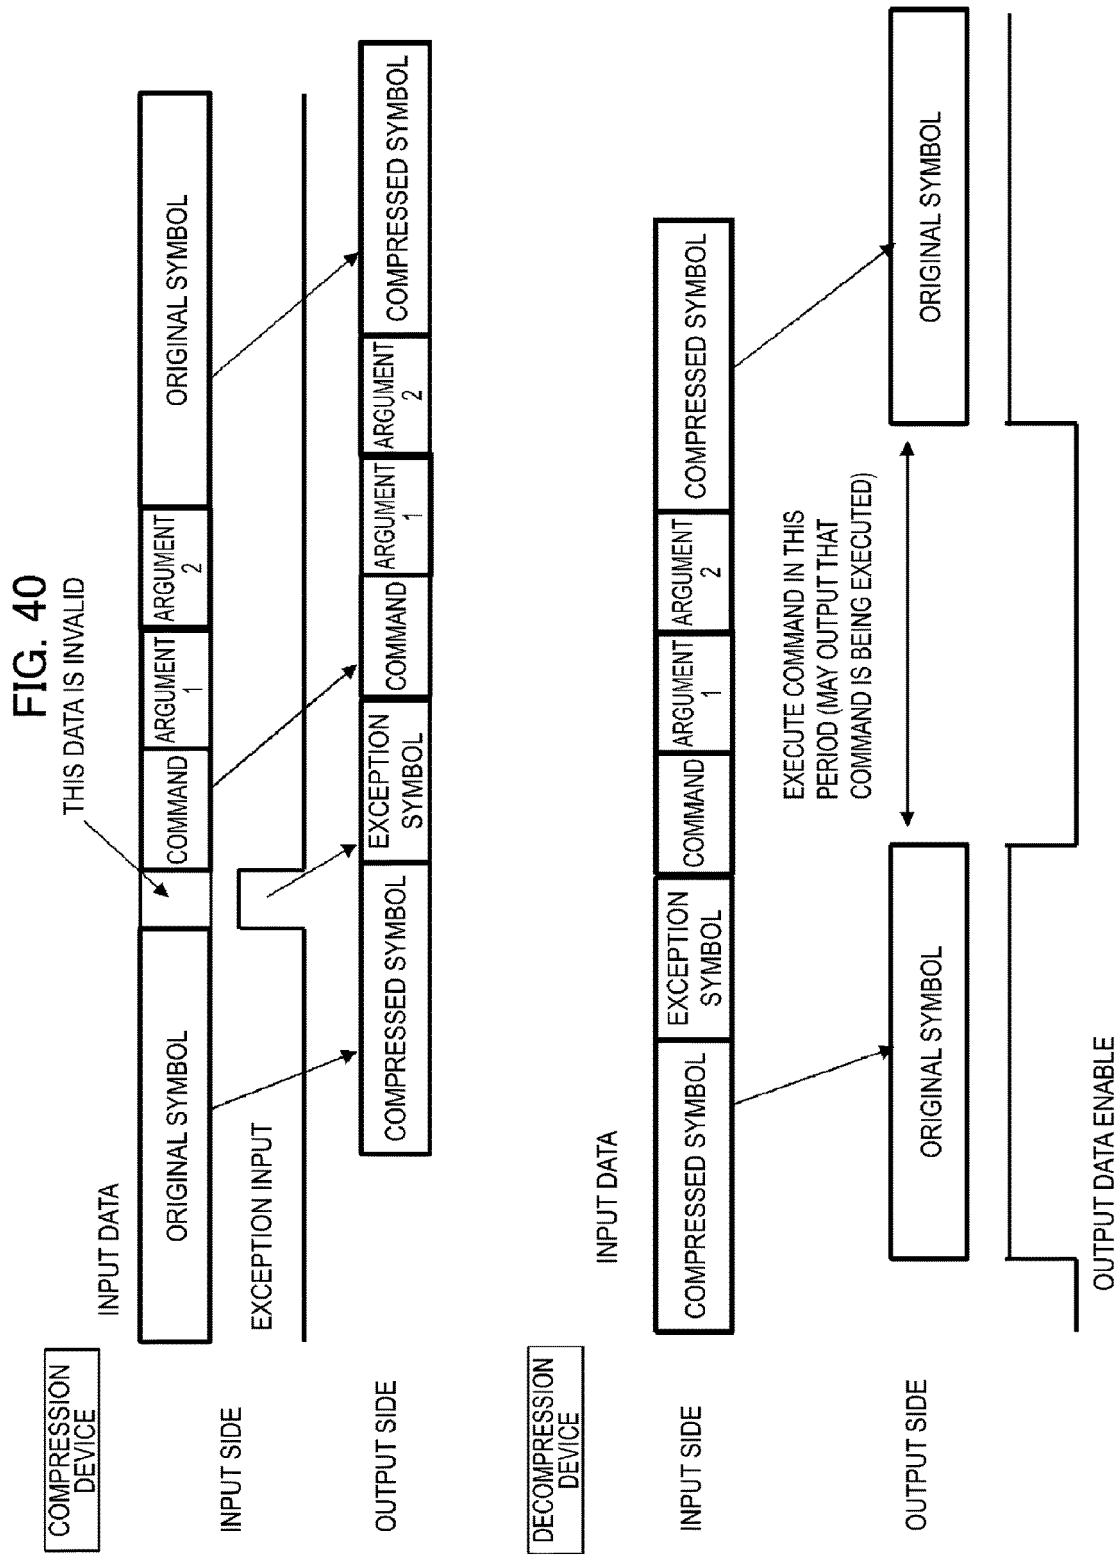 FIG. 40
COMPRESSION
DEVICE
INPUT DATA
THIS DATA IS INVALID
INPUT SIDE
ORIGINAL SYMBOL
COMMAND
ARGUMENT
1
ARGUMENT
2
ORIGINAL SYMBOL
EXCEPTION INPUT
OUTPUT SIDE
COMPRESSED SYMBOL
EXCEPTION
SYMBOL
COMMAND
ARGUMENT
1
ARGUMENT
2
COMPRESSED SYMBOL
DECOMPRESSION
DEVICE
INPUT DATA
INPUT SIDE
COMPRESSED SYMBOL
EXCEPTION
SYMBOL
COMMAND
ARGUMENT
1
ARGUMENT
2
COMPRESSED SYMBOL
EXECUTE COMMAND IN THIS
PERIOD (MAY OUTPUT THAT
COMMAND IS BEING EXECUTED)
OUTPUT SIDE
ORIGINAL SYMBOL
ORIGINAL SYMBOL
OUTPUT DATA ENABLE